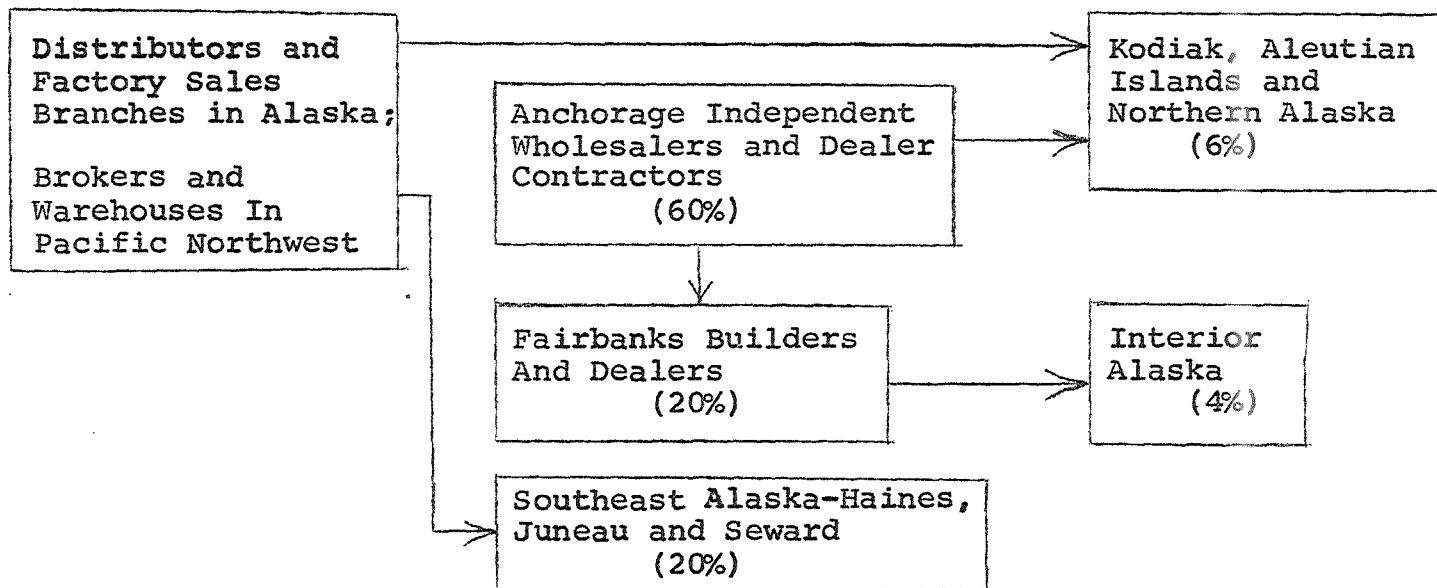 Distributors and
Factory Sales
Branches in Alaska;
Brokers and
Warehouses In
Pacific Northwest
Anchorage Independent
Wholesalers and Dealer
Contractors
(60%)
Kodiak, Aleutian
Islands and
Northern Alaska
(6%)
Fairbanks Builders
And Dealers
(20%)
Interior
Alaska
(4%)
Southeast Alaska-Haines,
Juneau and Seward
(20%)